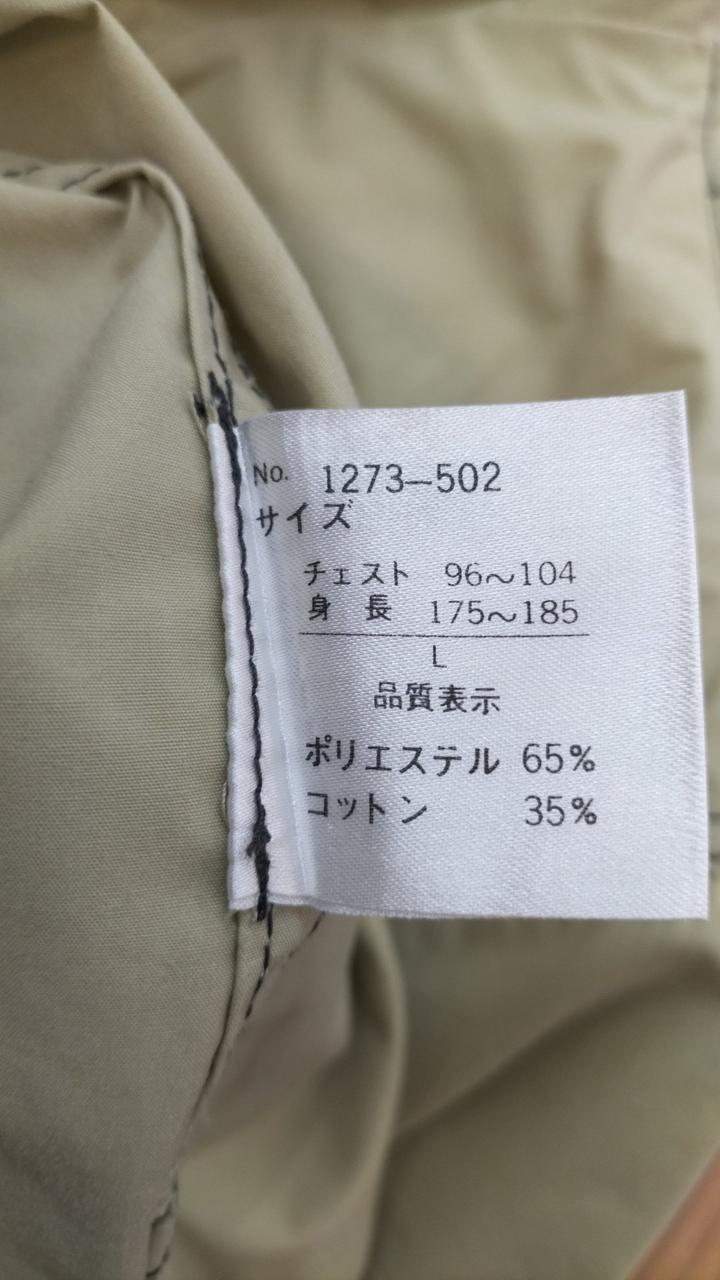 No. 1273-502
サイズ
チェスト 96~104
身長 175~185
L
品質表示
ポリエステル 65%
コットン 35%